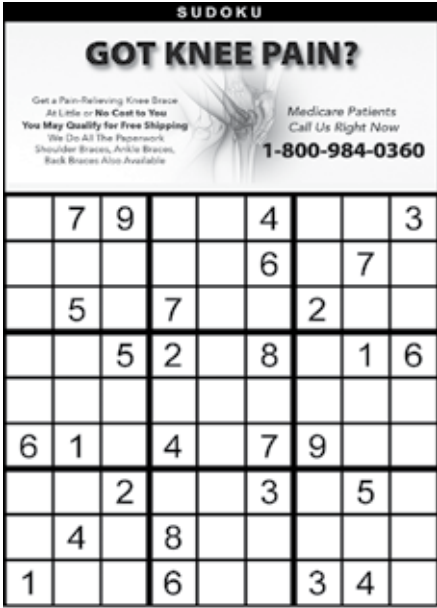 SUDOKU
GOT KNEE PAIN?
Get a Pain-Relieving Knee Brace
At Little or No Cost to You
You May Qualify for Free Shipping
We Do All The Paperwork
Shoulder Braces, Ankle Braces,
Back Braces Also Available
Medicare Patients
Call Us Right Now
1-800-984-0360
7 9 4 3
6 7
5 7 2
5 2 8 1 6
6 1 4 7 9
2 3 5
4 8
1 6 3 4